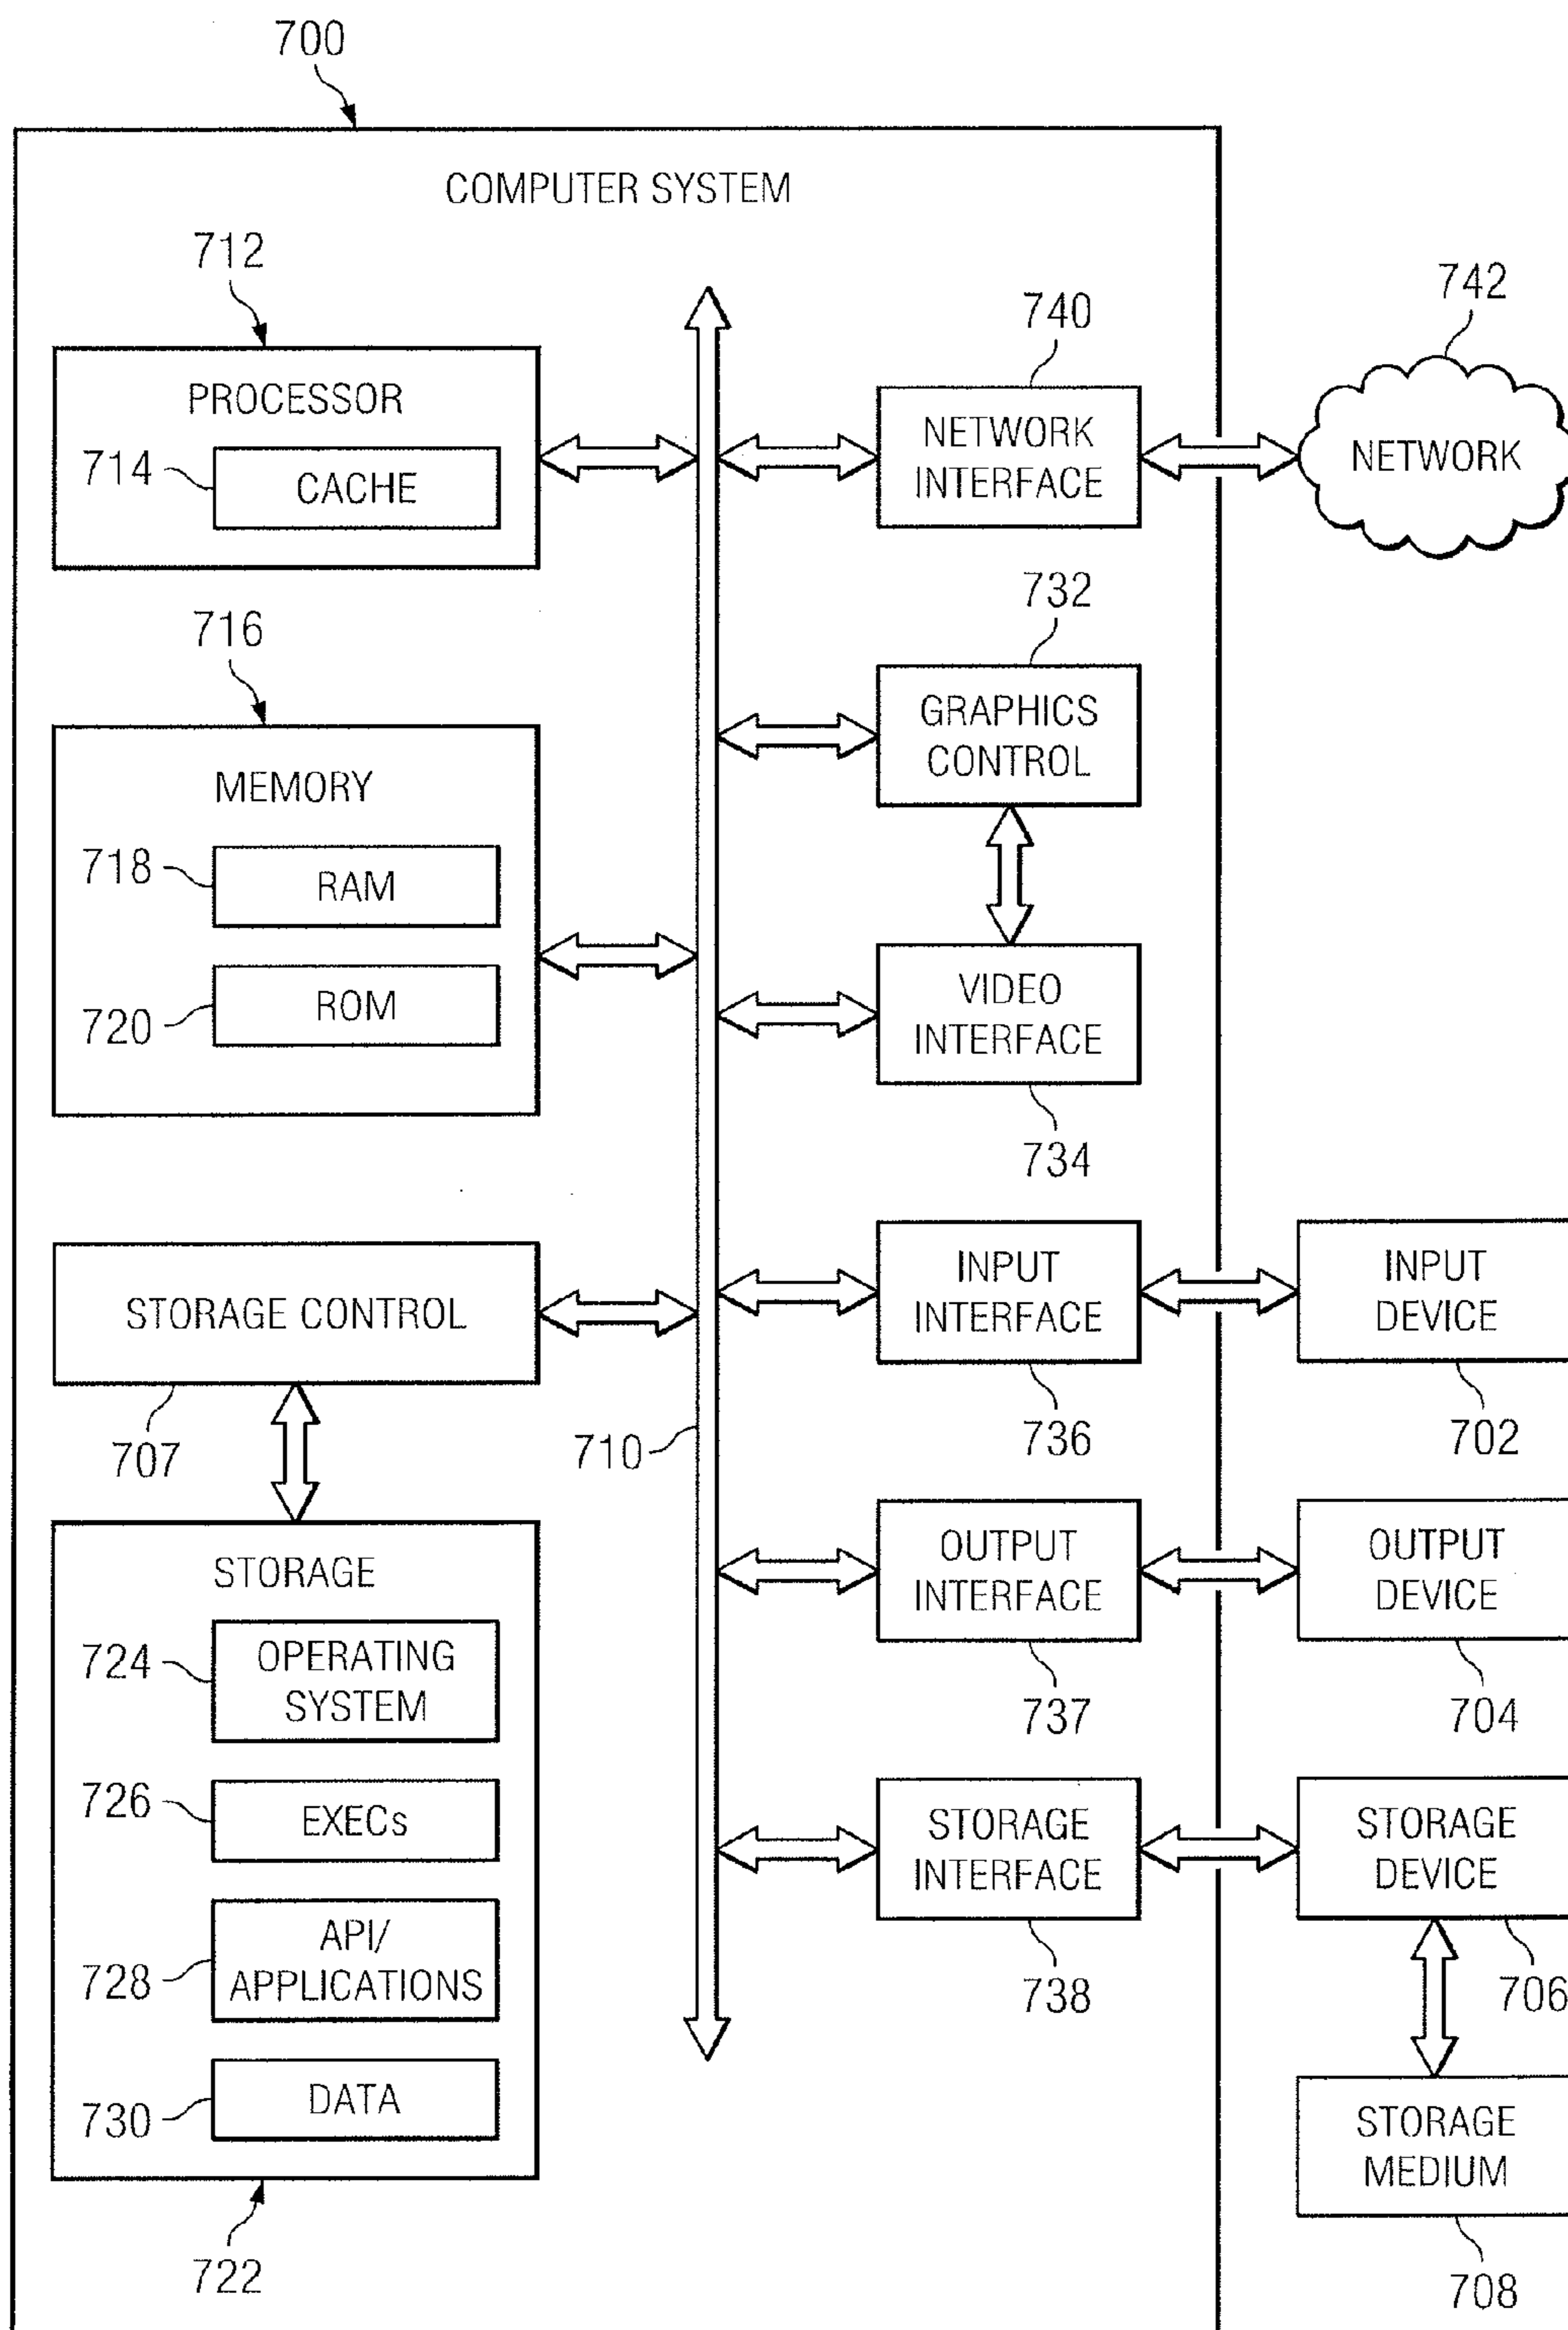 700
COMPUTER SYSTEM
712
PROCESSOR
714
CACHE
740
NETWORK
INTERFACE
742
NETWORK
716
MEMORY
718
RAM
720
ROM
732
GRAPHICS
CONTROL
VIDEO
INTERFACE
734
STORAGE CONTROL
707
710
INPUT
INTERFACE
736
INPUT
DEVICE
702
STORAGE
724
OPERATING
SYSTEM
726
EXECs
728
API/
APPLICATIONS
730
DATA
722
OUTPUT
INTERFACE
737
OUTPUT
DEVICE
704
STORAGE
INTERFACE
738
STORAGE
DEVICE
706
STORAGE
MEDIUM
708